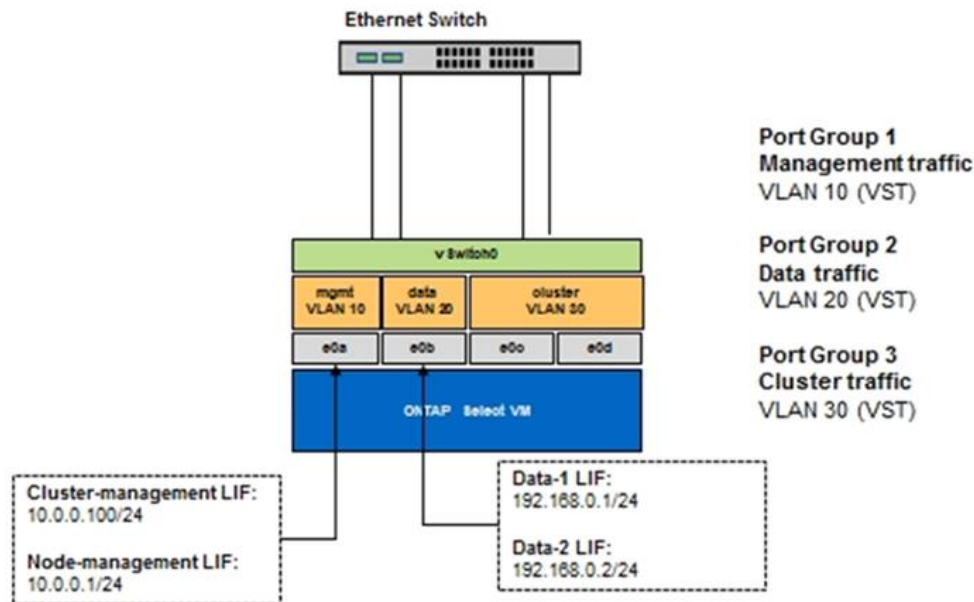 Ethernet Switch
Port Group 1
Management traffic
VLAN 10 (VST)
Port Group 2
Data traffic
VLAN 20 (VST)
Port Group 3
Cluster traffic
VLAN 30 (VST)
vSwitch0
mgmt
VLAN 10
data
VLAN 20
cluster
VLAN 30
e0a
e0b
e0c
e0d
ONTAP Select VM
Cluster-management LIF:
10.0.0.100/24
Node-management LIF:
10.0.0.1/24
Data-1 LIF:
192.168.0.1/24
Data-2 LIF:
192.168.0.2/24